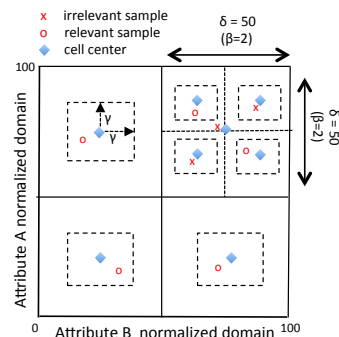 x irrelevant sample
o relevant sample
cell center
δ = 50
(β=2)
100
γ
γ
δ = 50
(β=2)
Attribute A normalized domain
0
100
Attribute B normalized domain